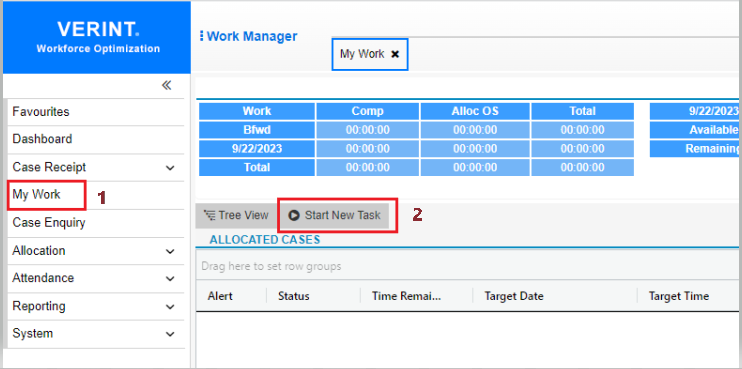 VERINT.
Workforce Optimization
Work Manager
My Work ×
Favourites
Dashboard
Case Receipt
My Work 1
Case Enquiry
Allocation
Attendance
Reporting
System
Work Comp Alloc OS Total 9/22/2023
Bfwd 00:00:00 00:00:00 00:00:00 Available
9/22/2023 00:00:00 00:00:00 00:00:00 Remaining
Total 00:00:00 00:00:00 00:00:00
Tree View Start New Task 2
ALLOCATED CASES
Drag here to set row groups
Alert Status Time Remai... Target Date Target Time